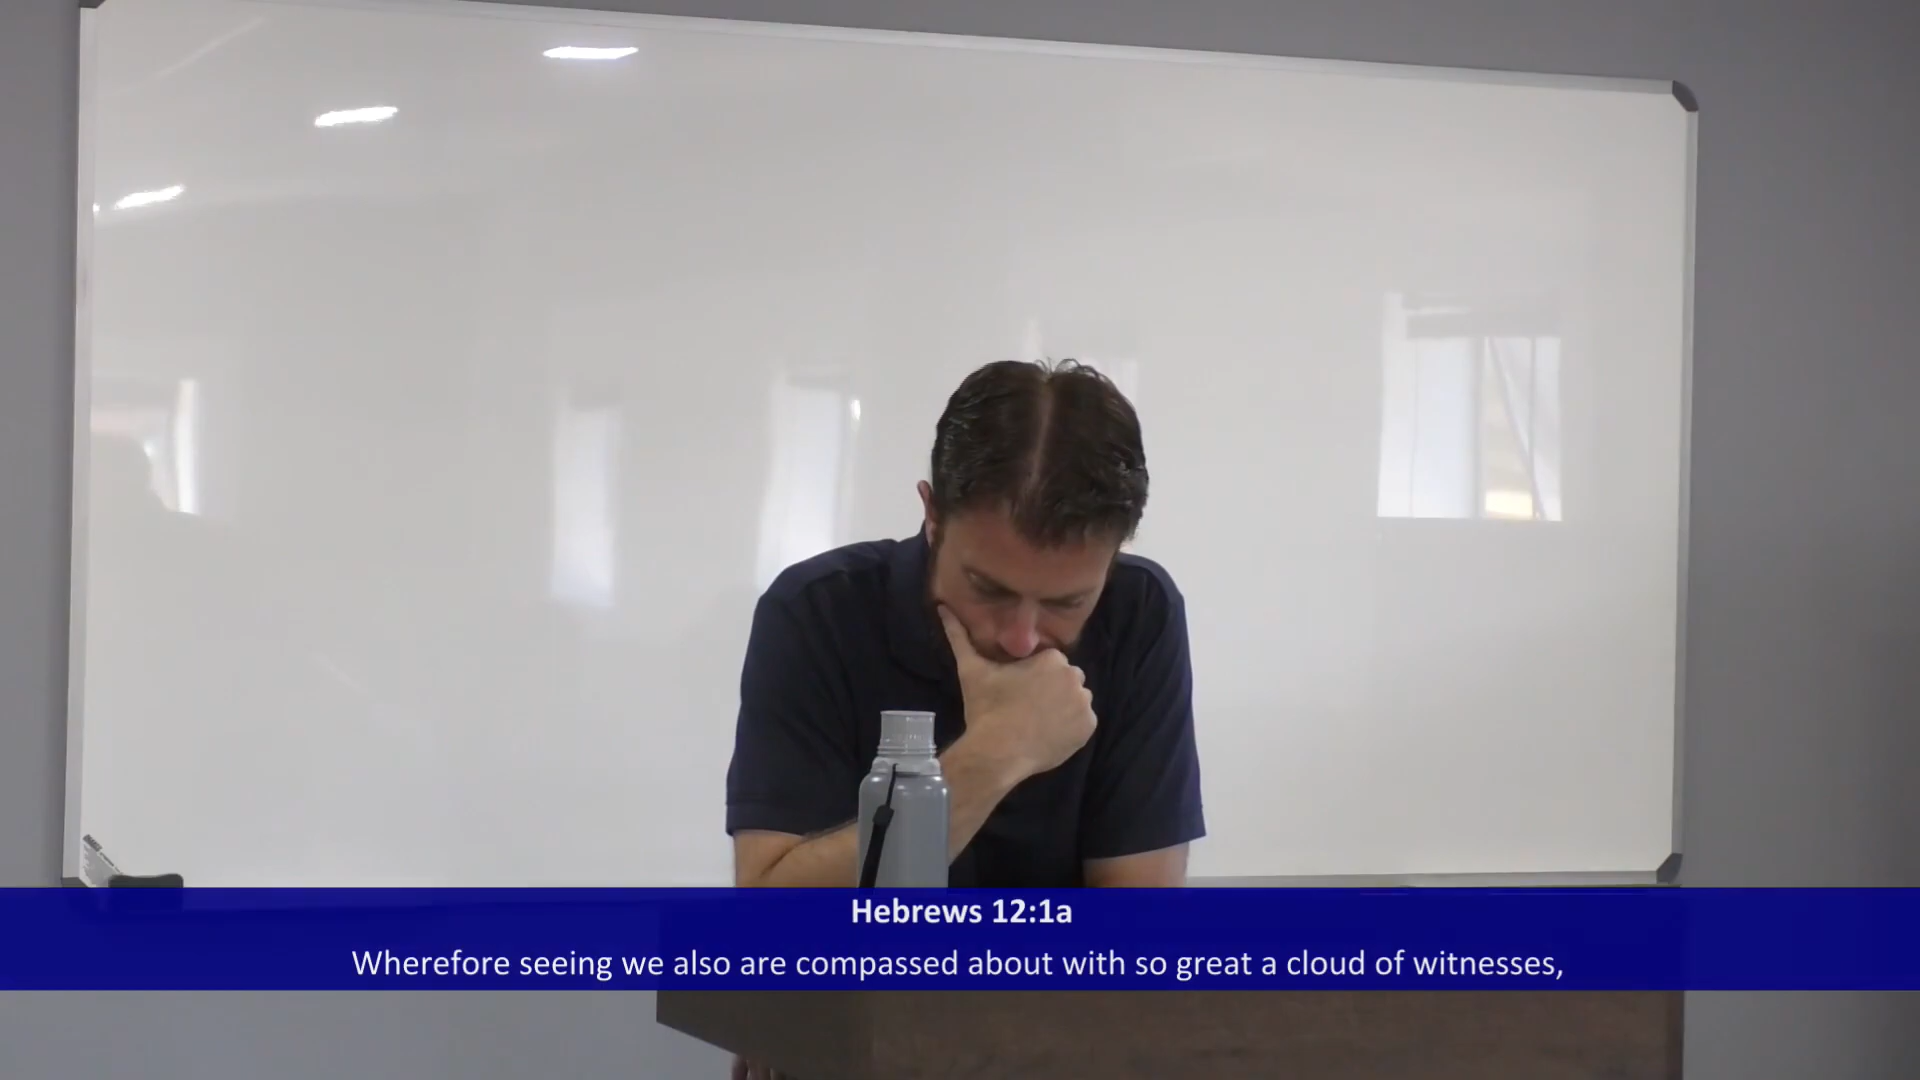 Hebrews 12:1a
Wherefore seeing we also are compassed about with so great a cloud of witnesses,